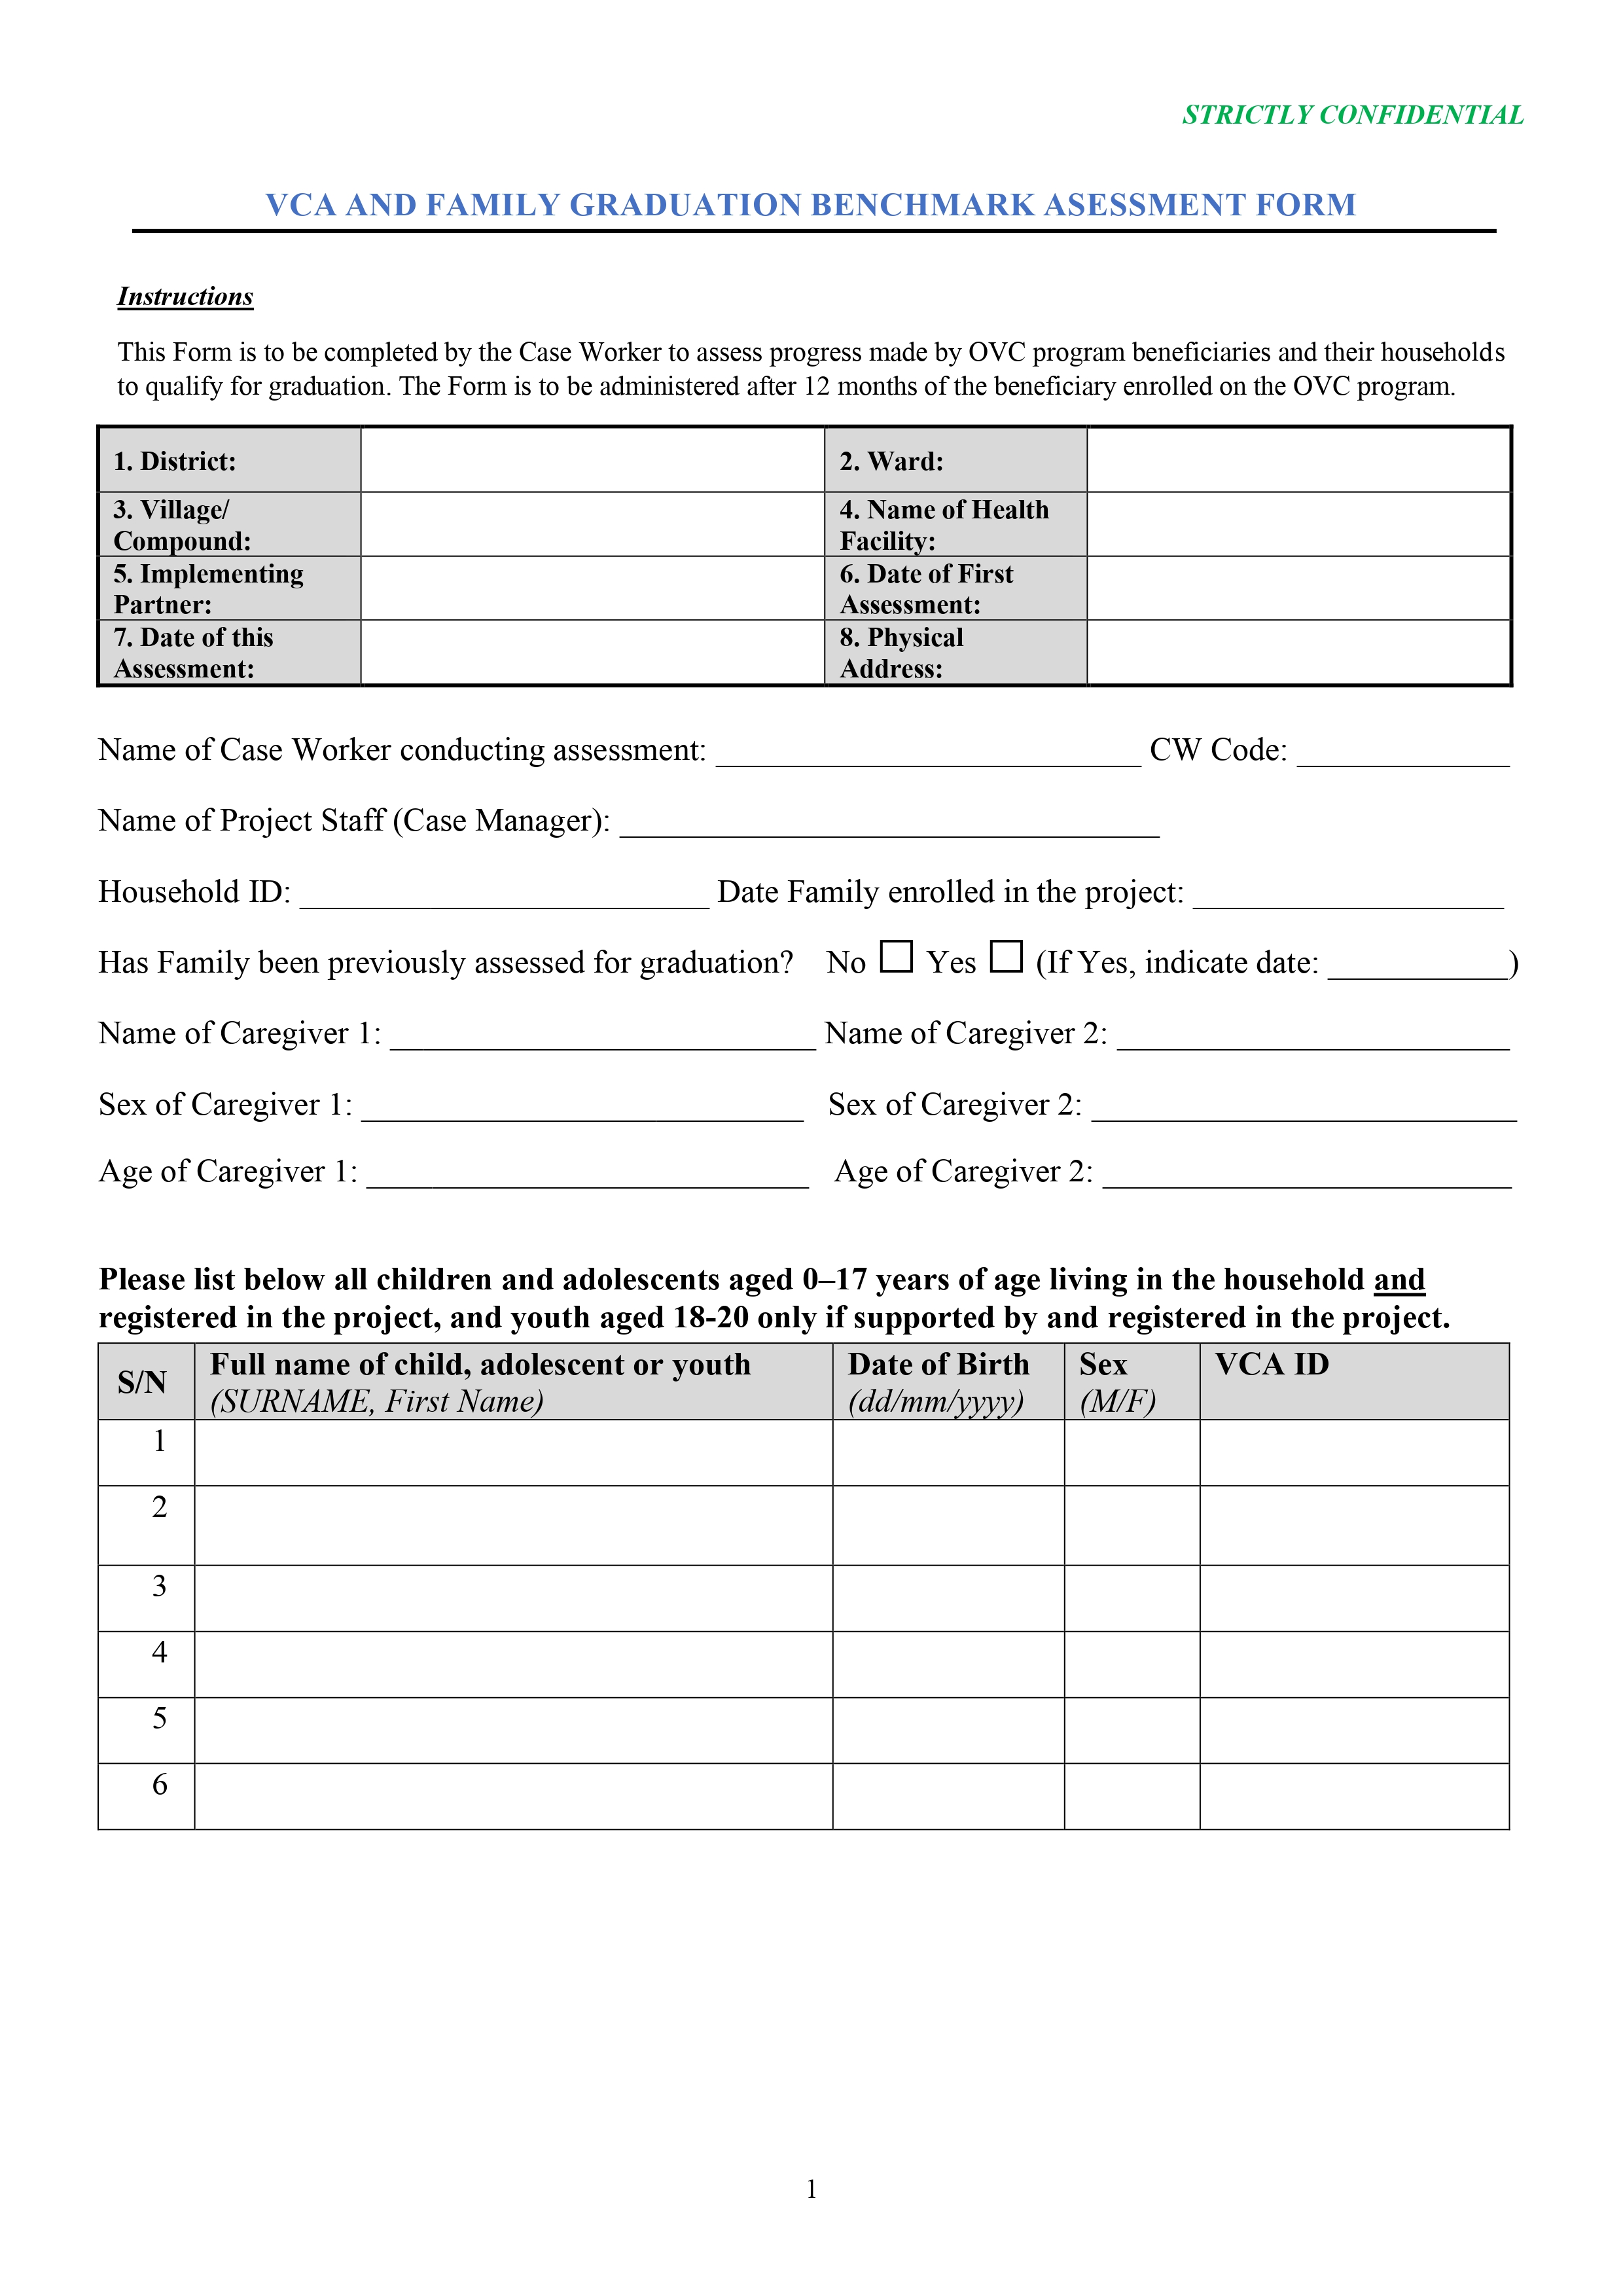 STRICTLY CONFIDENTIAL
VCA AND FAMILY GRADUATION BENCHMARK ASESSMENT FORM
Instructions
This Form is to be completed by the Case Worker to assess progress made by OVC program beneficiaries and their households
to qualify for graduation. The Form is to be administered after 12 months of the beneficiary enrolled on the OVC program.
1. District:
2. Ward:
3. Village/
Compound:
4. Name of Health
Facility:
5. Implementing
Partner:
6. Date of First
Assessment:
7. Date of this
Assessment:
8. Physical
Address:
Name of Case Worker conducting assessment: __________________________ CW Code: _____________
Name of Project Staff (Case Manager): _________________________________
Household ID: _________________________ Date Family enrolled in the project: ___________________
Has Family been previously assessed for graduation? No ☐ Yes ☐ (If Yes, indicate date: ___________)
Name of Caregiver 1: __________________________ Name of Caregiver 2: ________________________
Sex of Caregiver 1: ___________________________ Sex of Caregiver 2: __________________________
Age of Caregiver 1: ___________________________ Age of Caregiver 2: _________________________
Please list below all children and adolescents aged 0–17 years of age living in the household and
registered in the project, and youth aged 18-20 only if supported by and registered in the project.
S/N
Full name of child, adolescent or youth
(SURNAME, First Name)
Date of Birth
(dd/mm/yyyy)
Sex
(M/F)
VCA ID
1
2
3
4
5
6
1